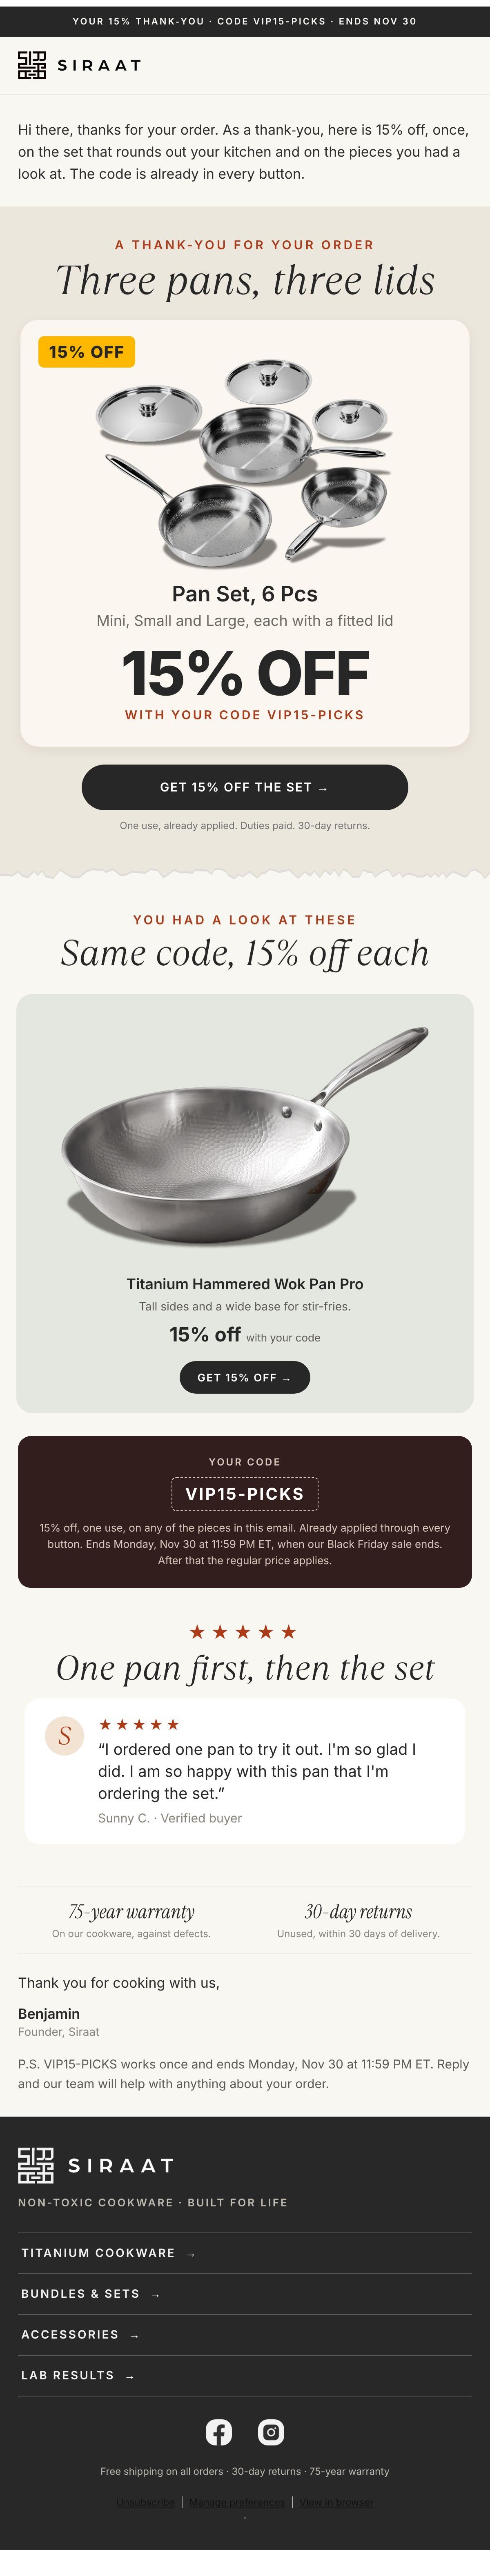 YOUR 15% THANK-YOU · CODE VIP15-PICKS · ENDS NOV 30
SIRAAT
Hi there, thanks for your order. As a thank-you, here is 15% off, once,
on the set that rounds out your kitchen and on the pieces you had a
look at. The code is already in every button.
A THANK-YOU FOR YOUR ORDER
Three pans, three lids
15% OFF
Pan Set, 6 Pcs
Mini, Small and Large, each with a fitted lid
15% OFF
WITH YOUR CODE VIP15-PICKS
GET 15% OFF THE SET →
One use, already applied. Duties paid. 30-day returns.
YOU HAD A LOOK AT THESE
Same code, 15% off each
Titanium Hammered Wok Pan Pro
Tall sides and a wide base for stir-fries.
15% off with your code
GET 15% OFF →
YOUR CODE
VIP15-PICKS
15% off, one use, on any of the pieces in this email. Already applied through every
button. Ends Monday, Nov 30 at 11:59 PM ET, when our Black Friday sale ends.
After that the regular price applies.
★★★★★
One pan first, then the set
S
★★★★★
“I ordered one pan to try it out. I'm so glad I
did. I am so happy with this pan that I'm
ordering the set.”
Sunny C. · Verified buyer
75-year warranty
On our cookware, against defects.
30-day returns
Unused, within 30 days of delivery.
Thank you for cooking with us,
Benjamin
Founder, Siraat
P.S. VIP15-PICKS works once and ends Monday, Nov 30 at 11:59 PM ET. Reply
and our team will help with anything about your order.
SIRAAT
NON-TOXIC COOKWARE · BUILT FOR LIFE
TITANIUM COOKWARE →
BUNDLES & SETS →
ACCESSORIES →
LAB RESULTS →
Free shipping on all orders · 30-day returns · 75-year warranty
Unsubscribe | Manage preferences | View in browser
·